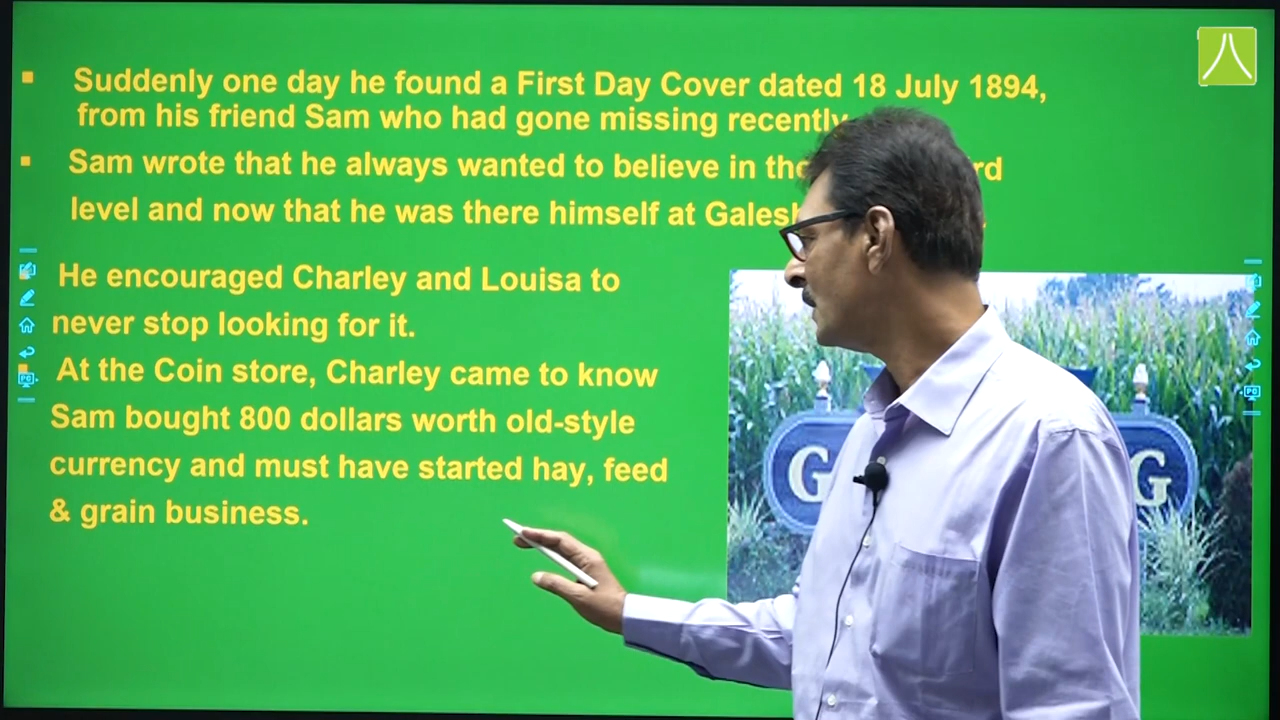 Suddenly one day he found a First Day Cover dated 18 July 1894,
from his friend Sam who had gone missing recently
Sam wrote that he always wanted to believe in the
level and now that he was there himself at
He encouraged Charley and Louisa to
never stop looking for it.
At the Coin store, Charley came to know
Sam bought 800 dollars worth old-style
currency and must have started hay, feed
& grain business.
G G
PC
PC